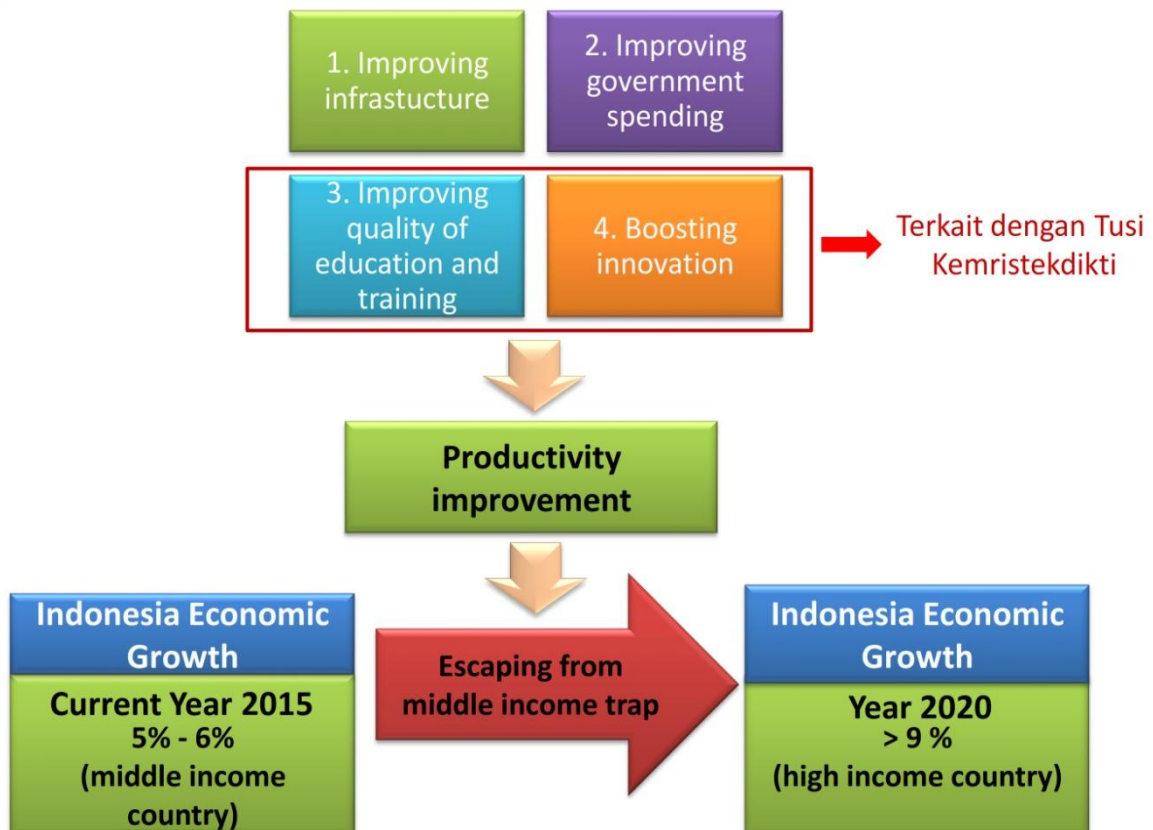 1. Improving
infrastucture
2. Improving
government
spending
3. Improving
quality of
education and
training
4. Boosting
innovation
Terkait dengan Tusi
Kemristekdikti
Productivity
improvement
Indonesia Economic
Growth
Current Year 2015
5% - 6%
(middle income
country)
Escaping from
middle income trap
Indonesia Economic
Growth
Year 2020
> 9 %
(high income country)